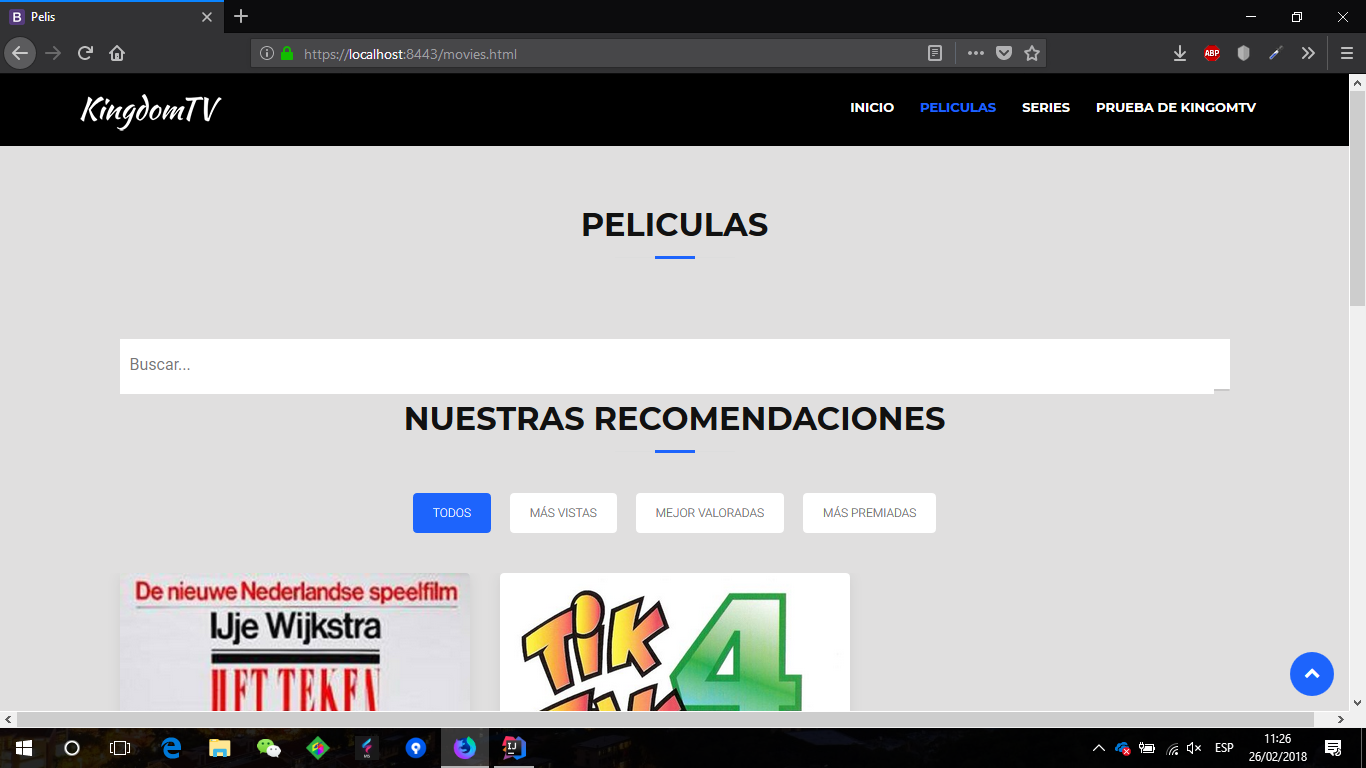 Pelis
https://localhost:8443/movies.html
ABP
KingdomTV
INICIO
PELICULAS
SERIES
PRUEBA DE KINGOMTV
PELICULAS
Buscar...
NUESTRAS RECOMENDACIONES
TODOS
MÁS VISTAS
MEJOR VALORADAS
MÁS PREMIADAS
De nieuwe Nederlandse speelfilm
IJje Wijkstra
HET TEKEN
TiK
4
ESP
11:26
26/02/2018